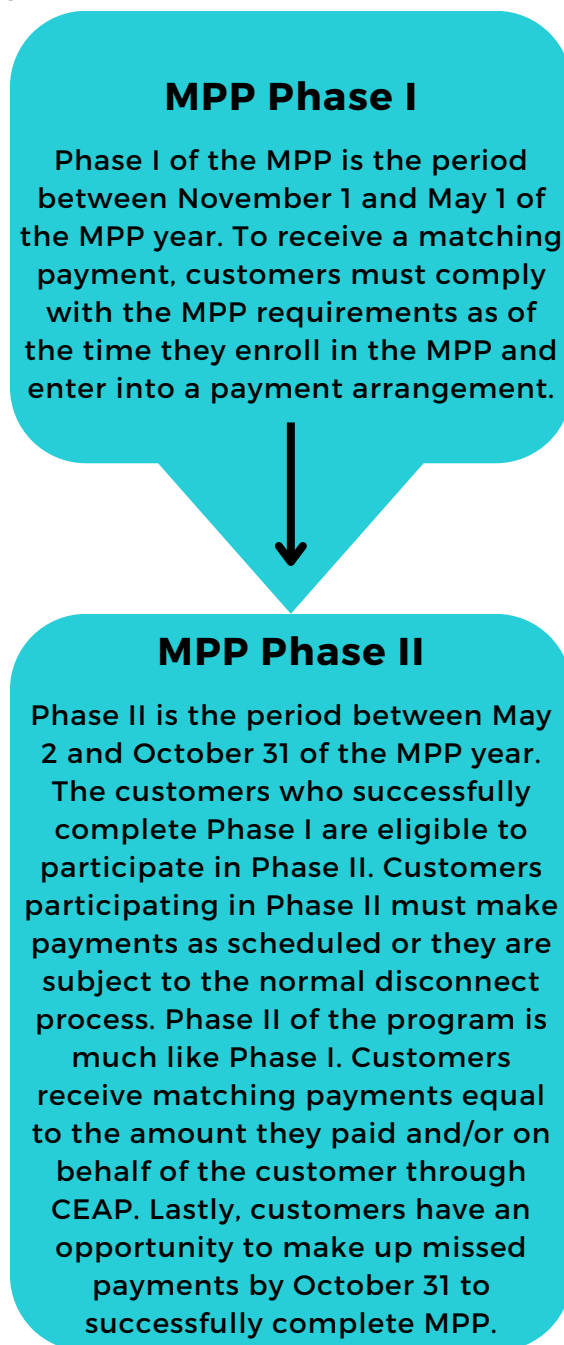 MPP Phase I
Phase I of the MPP is the period
between November 1 and May 1 of
the MPP year. To receive a matching
payment, customers must comply
with the MPP requirements as of
the time they enroll in the MPP and
enter into a payment arrangement.
MPP Phase II
Phase II is the period between May
2 and October 31 of the MPP year.
The customers who successfully
complete Phase I are eligible to
participate in Phase II. Customers
participating in Phase II must make
payments as scheduled or they are
subject to the normal disconnect
process. Phase II of the program is
much like Phase I. Customers
receive matching payments equal
to the amount they paid and/or on
behalf of the customer through
CEAP. Lastly, customers have an
opportunity to make up missed
payments by October 31 to
successfully complete MPP.